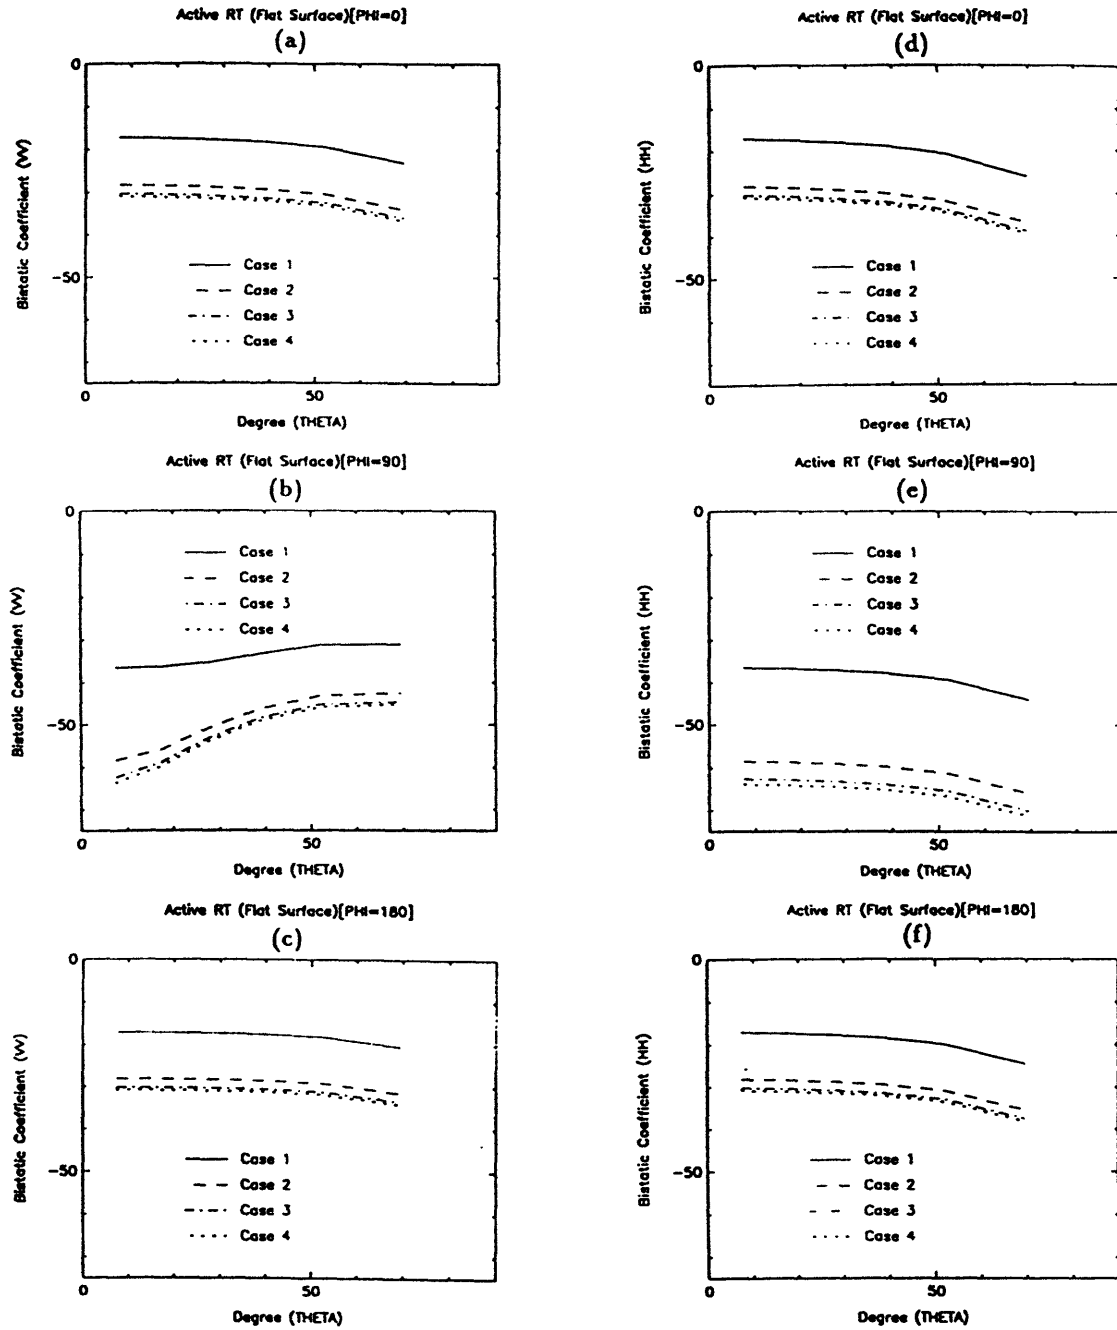 Active RT (Flat Surface)[PHI=0]
(a)
0
-50
0
50
Bistatic Coefficient (VV)
Case 1
Case 2
Case 3
Case 4
Degree (THETA)
Active RT (Flat Surface)[PHI=0]
(d)
0
-50
0
50
Bistatic Coefficient (HH)
Case 1
Case 2
Case 3
Case 4
Degree (THETA)
Active RT (Flat Surface)[PHI=90]
(b)
0
-50
0
50
Bistatic Coefficient (VV)
Case 1
Case 2
Case 3
Case 4
Degree (THETA)
Active RT (Flat Surface)[PHI=90]
(e)
0
-50
0
50
Bistatic Coefficient (HH)
Case 1
Case 2
Case 3
Case 4
Degree (THETA)
Active RT (Flat Surface)[PHI=180]
(c)
0
-50
0
50
Bistatic Coefficient (VV)
Case 1
Case 2
Case 3
Case 4
Degree (THETA)
Active RT (Flat Surface)[PHI=180]
(f)
0
-50
0
50
Bistatic Coefficient (HH)
Case 1
Case 2
Case 3
Case 4
Degree (THETA)